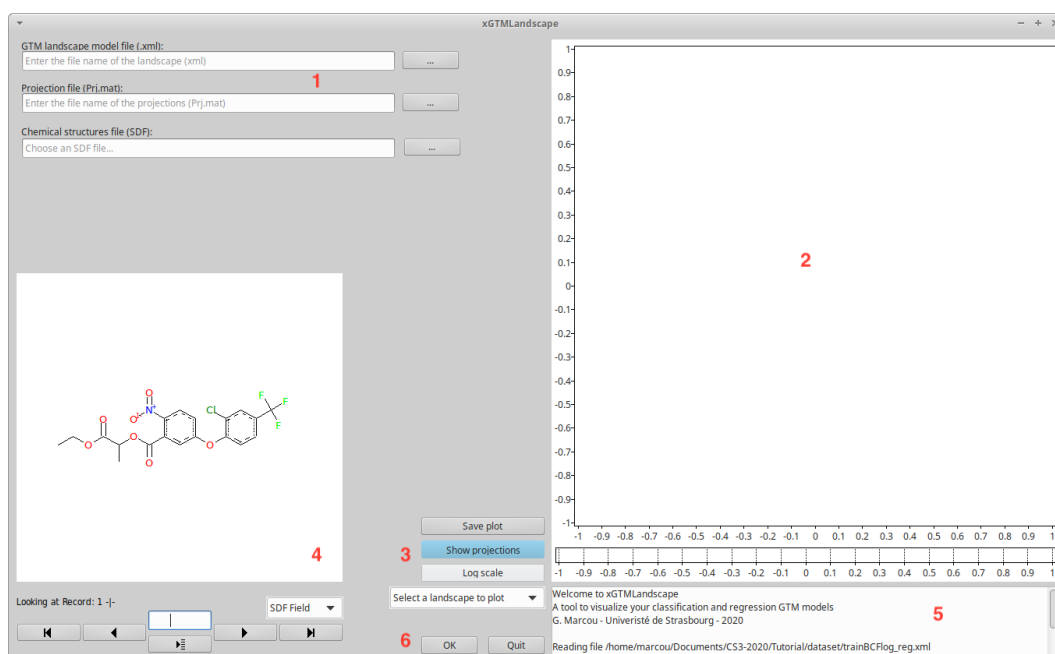 xGTMLandscape
GTM landscape model file (.xml):
Enter the file name of the landscape (xml)
...
1
Projection file (Prj.mat):
Enter the file name of the projections (Prj.mat)
...
Chemical structures file (SDF):
Choose an SDF file...
...
O
O
O
O
O-
N+
O
Cl
O
F
F
F
4
Looking at Record: 1 -|-
SDF Field
Save plot
3
Show projections
Log scale
Select a landscape to plot
6
OK
Quit
1
0.9
0.8
0.7
0.6
0.5
0.4
0.3
0.2
0.1
0
-0.1
-0.2
-0.3
-0.4
-0.5
-0.6
-0.7
-0.8
-0.9
-1
2
-1 -0.9 -0.8 -0.7 -0.6 -0.5 -0.4 -0.3 -0.2 -0.1 0 0.1 0.2 0.3 0.4 0.5 0.6 0.7 0.8 0.9 1
-1 -0.9 -0.8 -0.7 -0.6 -0.5 -0.4 -0.3 -0.2 -0.1 0 0.1 0.2 0.3 0.4 0.5 0.6 0.7 0.8 0.9 1
Welcome to xGTMLandscape
A tool to visualize your classification and regression GTM models
G. Marcou - Univeristé de Strasbourg - 2020
5
Reading file /home/marcou/Documents/CS3-2020/Tutorial/dataset/trainBCFlog_reg.xml